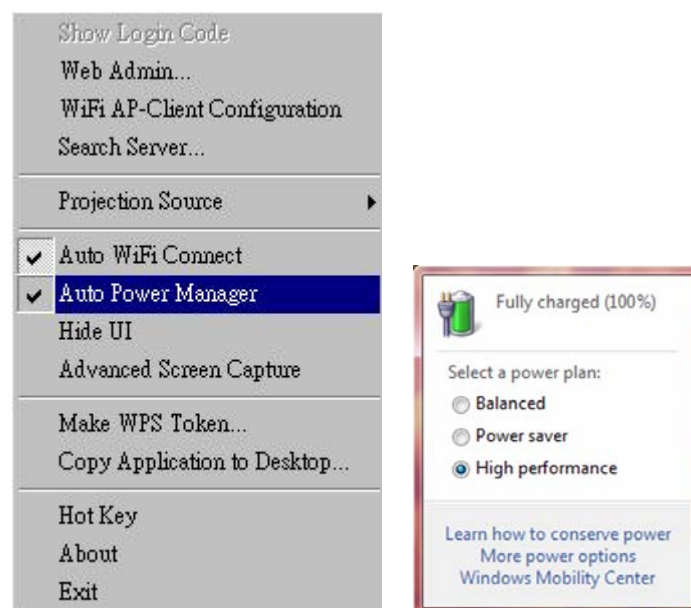 Show Login Code
Web Admin...
WiFi AP-Client Configuration
Search Server...
Projection Source
Auto WiFi Connect
Auto Power Manager
Hide UI
Advanced Screen Capture
Make WPS Token...
Copy Application to Desktop...
Hot Key
About
Exit
Fully charged (100%)
Select a power plan:
Balanced
Power saver
High performance
Learn how to conserve power
More power options
Windows Mobility Center